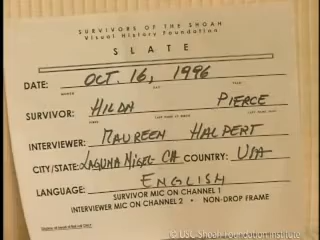 SURVIVORS OF THE SHOAH
Visual History Foundation
SLATE
DATE: OCT. 16, 1996
SURVIVOR: HILDA PIERCE
INTERVIEWER: MAUREEN HALPERT
CITY/STATE: LAGUNA NIGEL CA COUNTRY: USA
LANGUAGE: ENGLISH
SURVIVOR MIC ON CHANNEL 1
INTERVIEWER MIC ON CHANNEL 2 • NON-DROP FRAME
© USC Shoah Foundation Institute